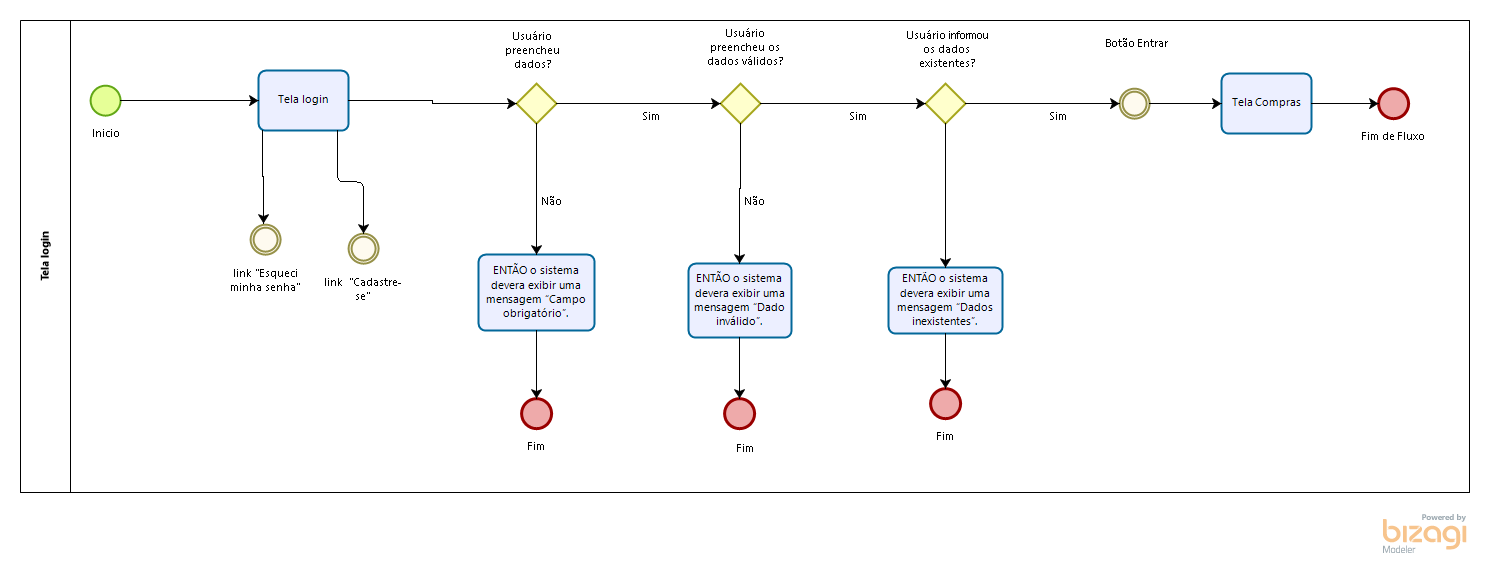 Tela login
Inicio
Tela login
link "Esqueci
minha senha"
link "Cadastre-
se"
Usuário
preencheu
dados?
Sim
Não
ENTÃO o sistema
devera exibir uma
mensagem “Campo
obrigatório”.
Fim
Usuário
preencheu os
dados válidos?
Sim
Não
ENTÃO o sistema
devera exibir uma
mensagem “Dado
inválido”.
Fim
Usuário informou
os dados
existentes?
Sim
ENTÃO o sistema
devera exibir uma
mensagem “Dados
inexistentes”.
Fim
Botão Entrar
Tela Compras
Fim de Fluxo
Powered by
bizagi
Modeler